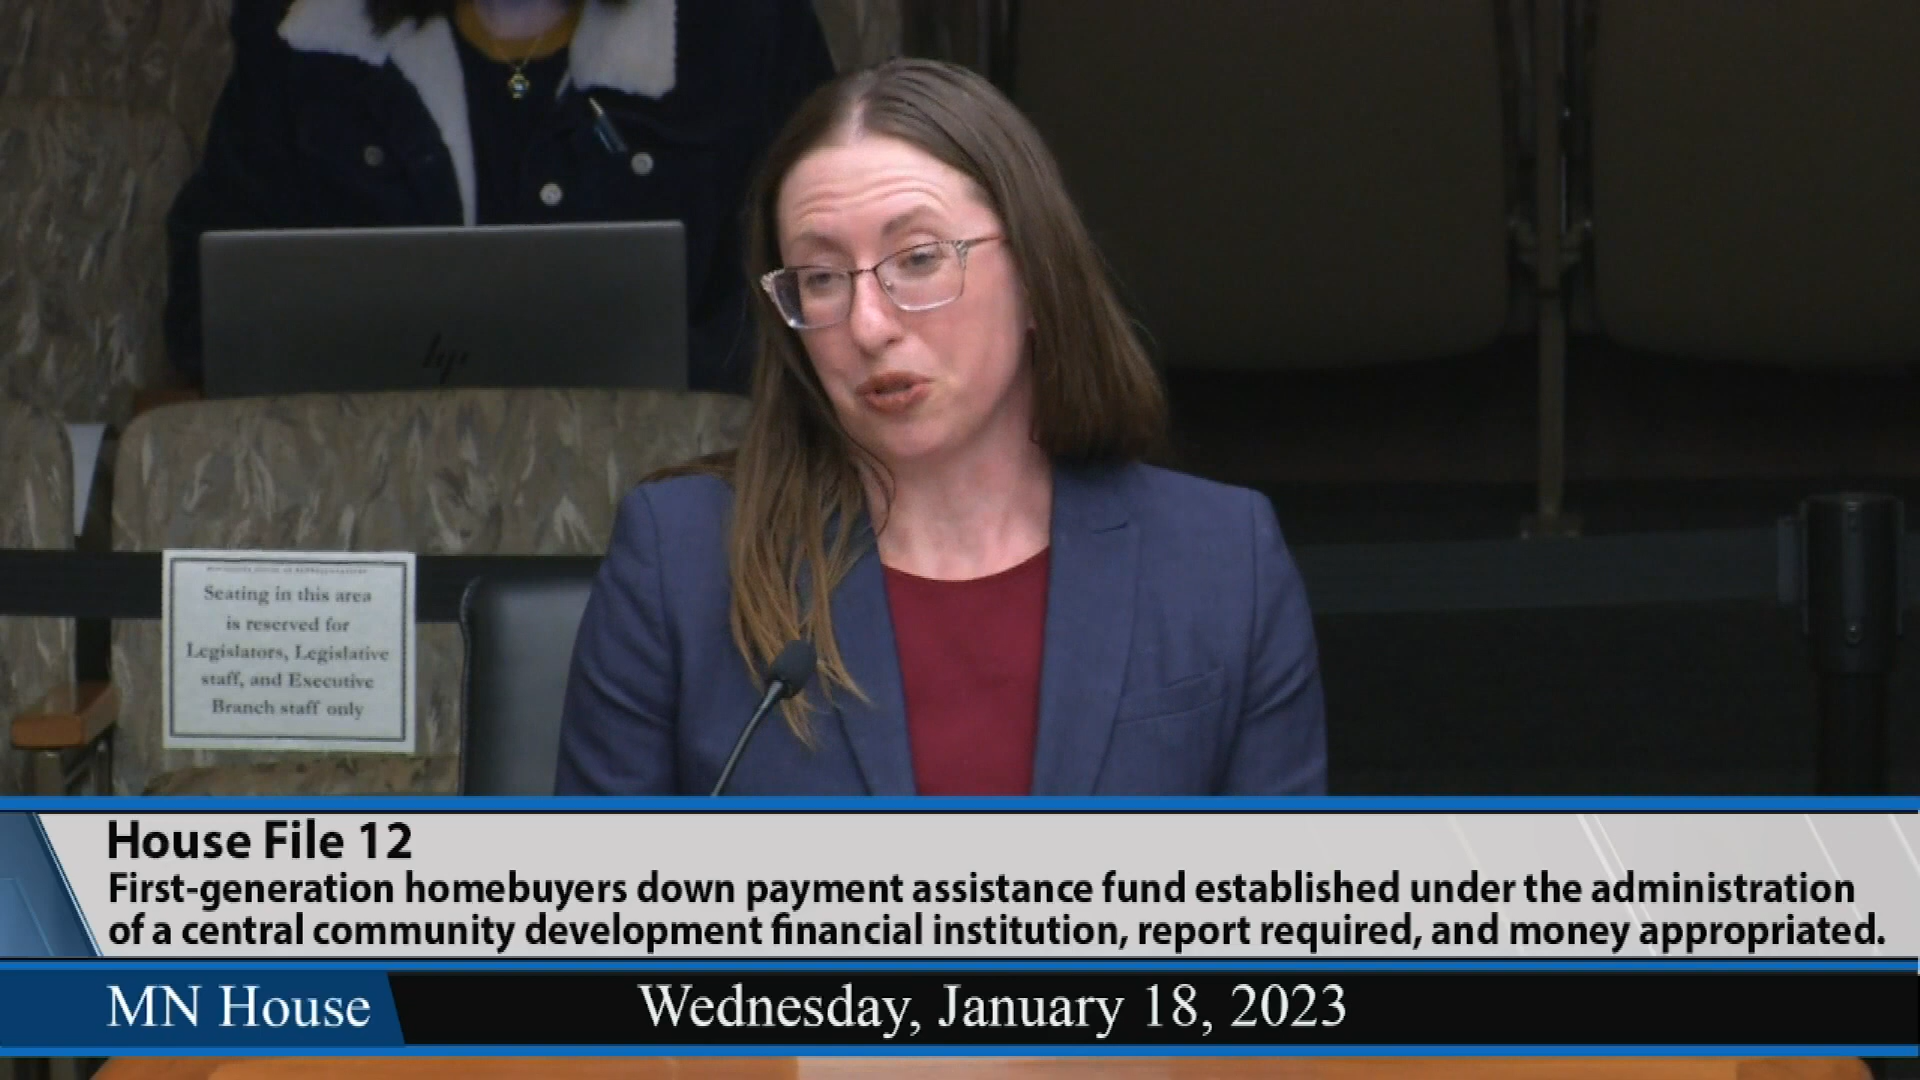 hp
Seating in this area
is reserved for
Legislators, Legislative
staff, and Executive
Branch staff only
House File 12
First-generation homebuyers down payment assistance fund established under the administration
of a central community development financial institution, report required, and money appropriated.
MN House
Wednesday, January 18, 2023